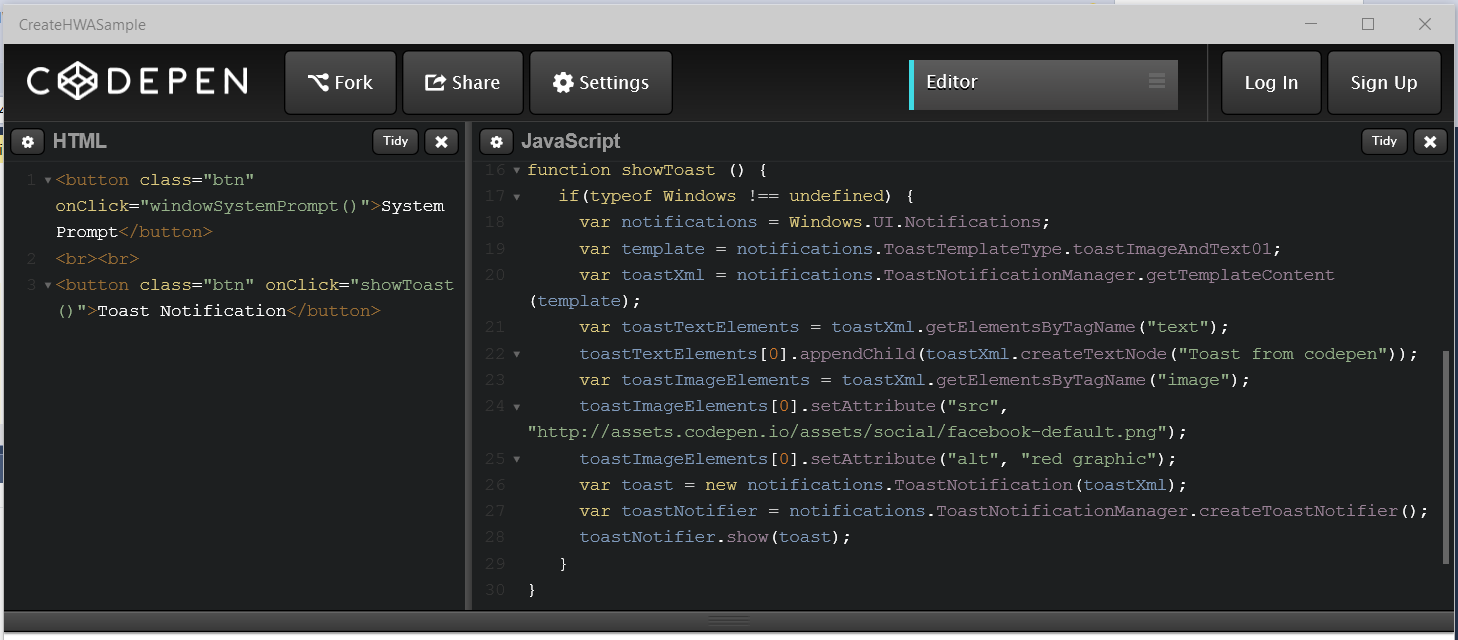 CreateHWASample
CODEPEN Fork Share Settings Editor Log In Sign Up
HTML Tidy
1 <button class="btn"
onClick="windowSystemPrompt()">System
Prompt</button>
2 <br><br>
3 <button class="btn" onClick="showToast
()">Toast Notification</button>
JavaScript Tidy
16 function showToast () {
17 if(typeof Windows !== undefined) {
18 var notifications = Windows.UI.Notifications;
19 var template = notifications.ToastTemplateType.toastImageAndText01;
20 var toastXml = notifications.ToastNotificationManager.getTemplateContent
(template);
21 var toastTextElements = toastXml.getElementsByTagName("text");
22 toastTextElements[0].appendChild(toastXml.createTextNode("Toast from codepen"));
23 var toastImageElements = toastXml.getElementsByTagName("image");
24 toastImageElements[0].setAttribute("src",
"http://assets.codepen.io/assets/social/facebook-default.png");
25 toastImageElements[0].setAttribute("alt", "red graphic");
26 var toast = new notifications.ToastNotification(toastXml);
27 var toastNotifier = notifications.ToastNotificationManager.createToastNotifier();
28 toastNotifier.show(toast);
29 }
30 }